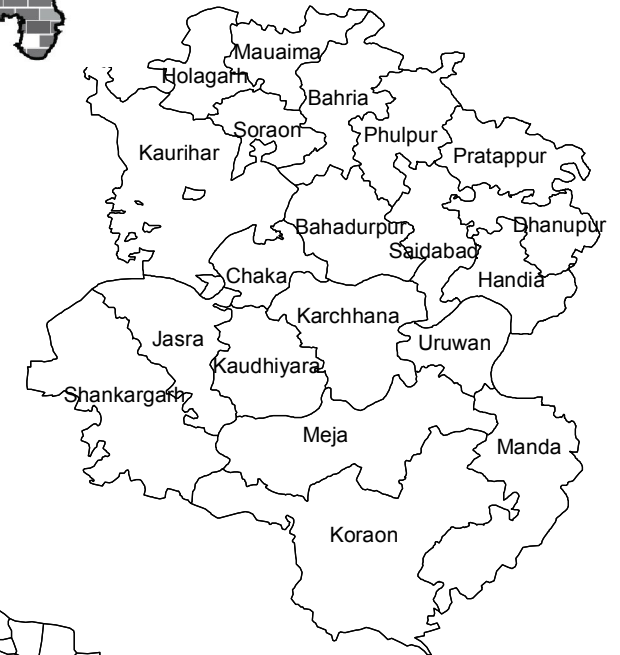 Mauaima
Holagarh
Bahria
Soraon
Phulpur
Kaurihar
Pratappur
Bahadurpur
Dhanupur
Saidabad
Chaka
Handia
Karchhana
Jasra
Uruwan
Kaudhiyara
Shankargarh
Meja
Manda
Koraon